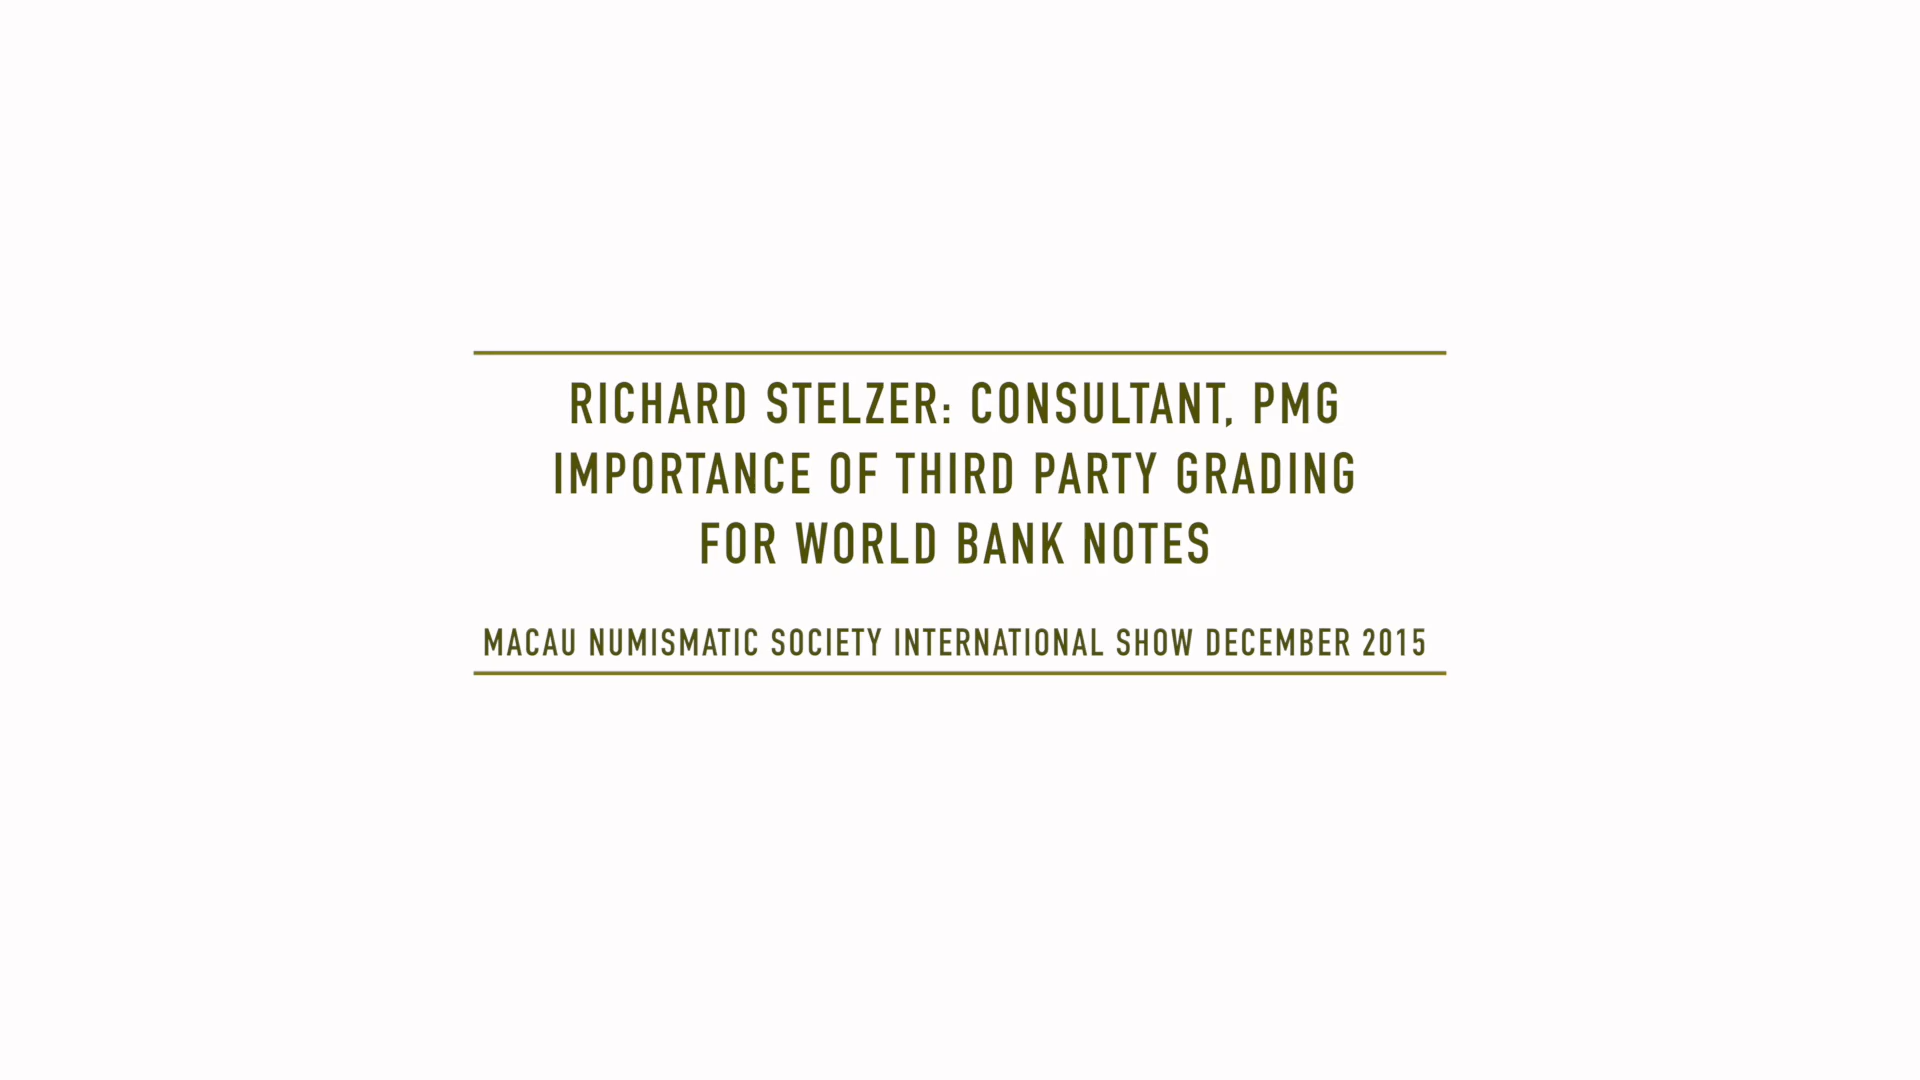 RICHARD STELZER: CONSULTANT, PMG
IMPORTANCE OF THIRD PARTY GRADING
FOR WORLD BANK NOTES
MACAU NUMISMATIC SOCIETY INTERNATIONAL SHOW DECEMBER 2015